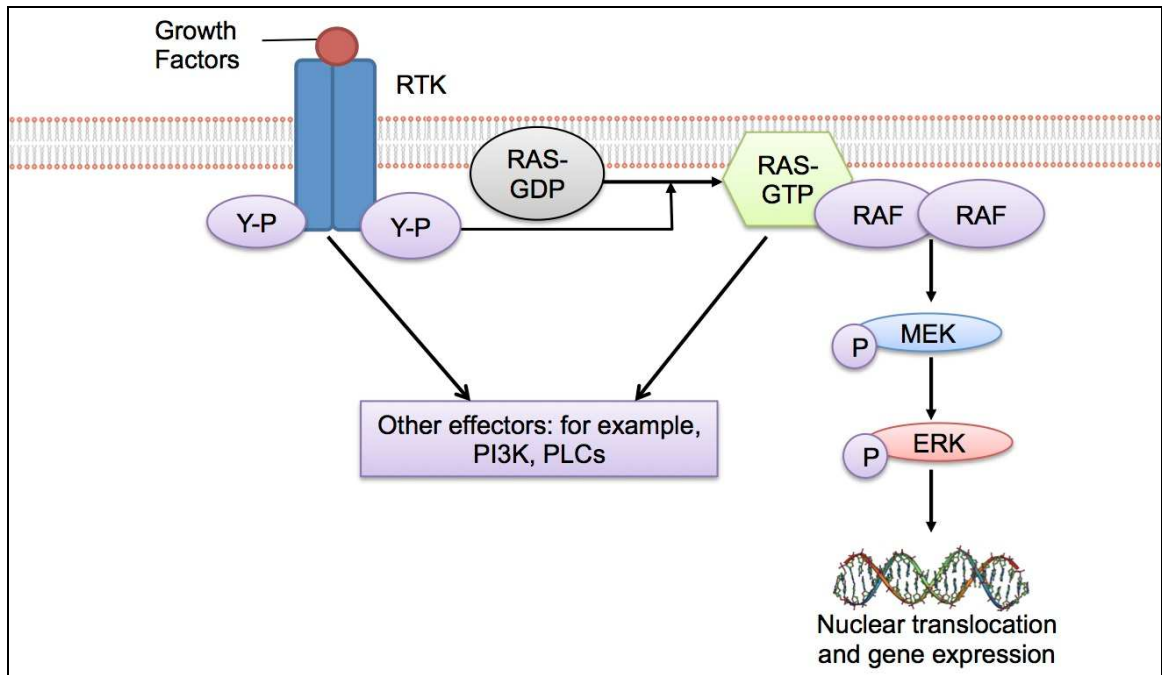 Growth
Factors
RTK
RAS-
GDP
RAS-
GTP
RAF
RAF
Y-P
Y-P
MEK
P
ERK
P
Other effectors: for example,
PI3K, PLCs
Nuclear translocation
and gene expression